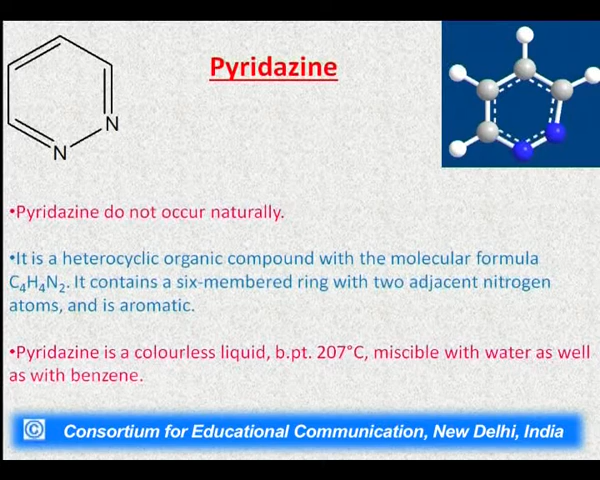 Pyridazine
N
N
•Pyridazine do not occur naturally.
•It is a heterocyclic organic compound with the molecular formula
C₄H₄N₂. It contains a six-membered ring with two adjacent nitrogen
atoms, and is aromatic.
•Pyridazine is a colourless liquid, b.pt. 207°C, miscible with water as well
as with benzene.
© Consortium for Educational Communication, New Delhi, India